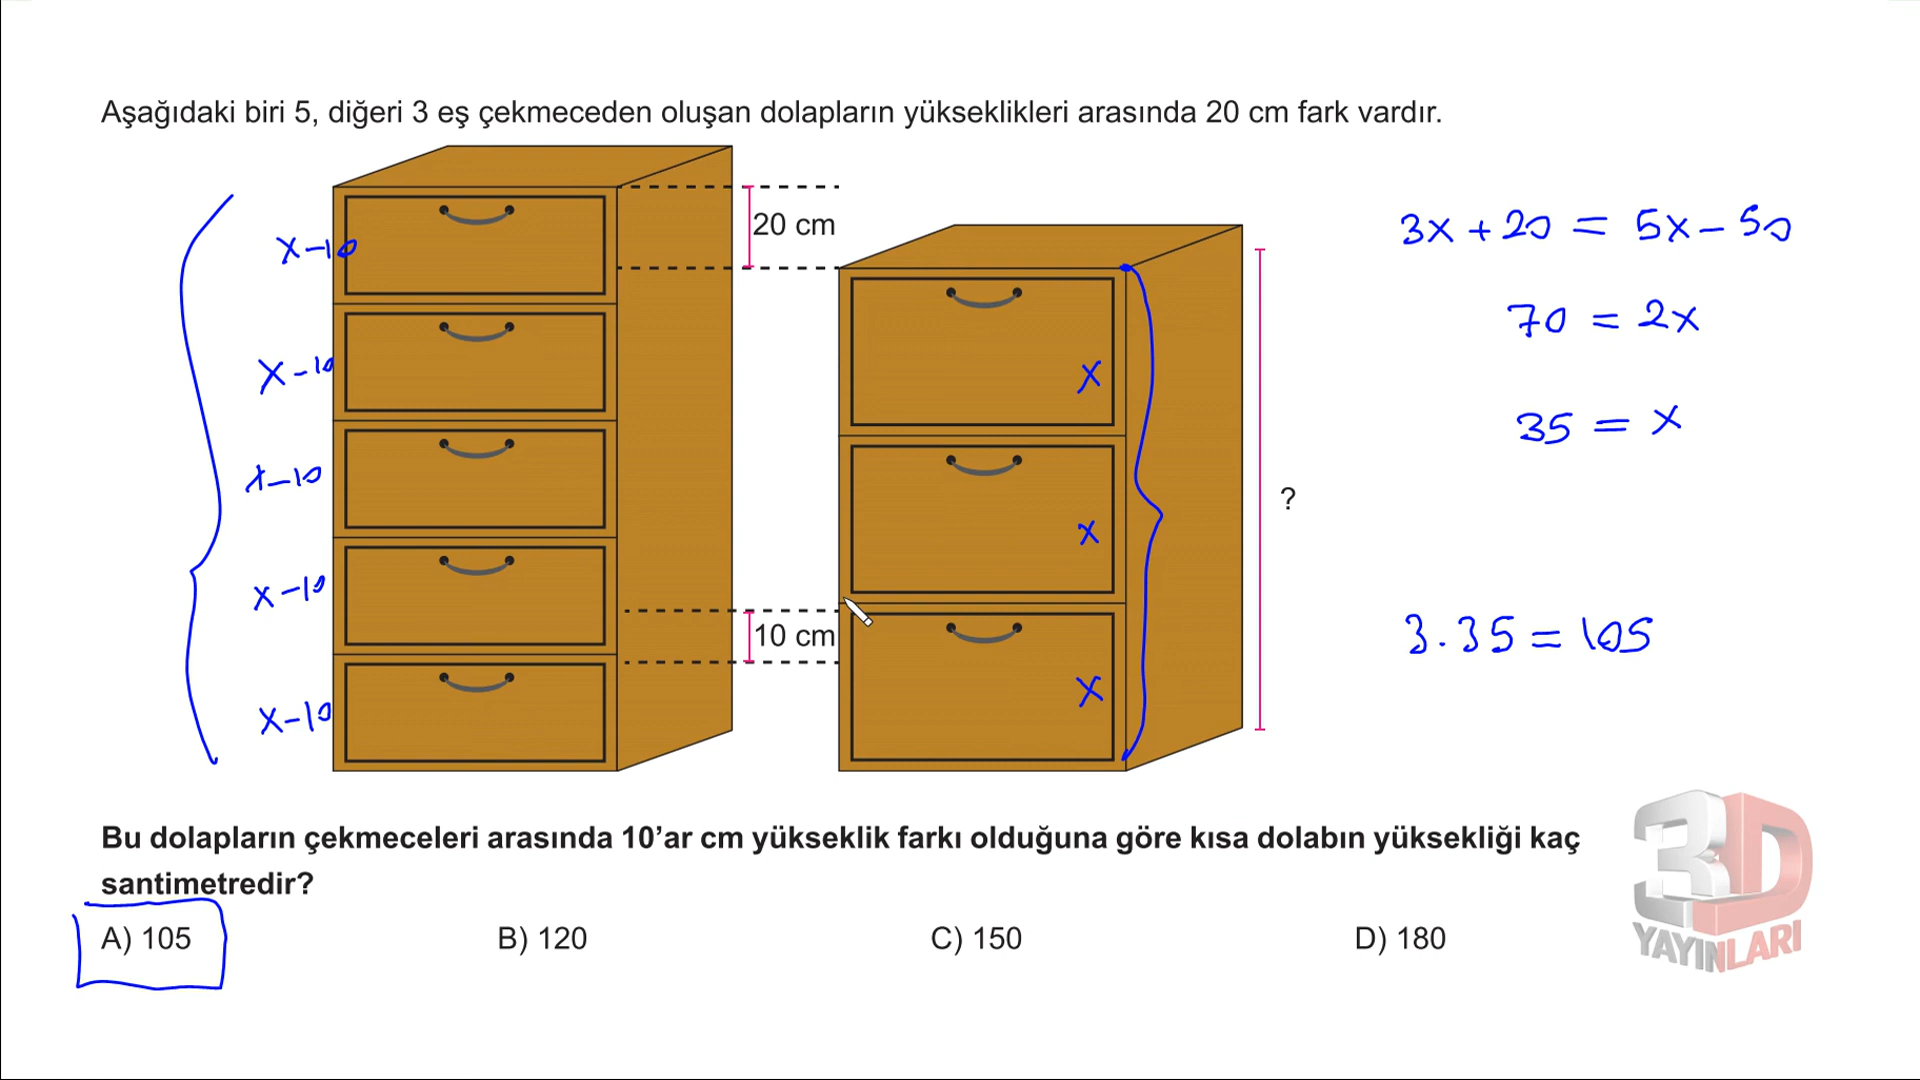 Aşağıdaki biri 5, diğeri 3 eş çekmeceden oluşan dolapların yükseklikleri arasında 20 cm fark vardır.
20 cm
x-10
x-10
x-10
x-10
x-10
10 cm
x
x
x
?
3x+20 = 5x-50
70 = 2x
35 = x
3.35=105
Bu dolapların çekmeceleri arasında 10’ar cm yükseklik farkı olduğuna göre kısa dolabın yüksekliği kaç
santimetredir?
A) 105 B) 120 C) 150 D) 180
3D
YAYINLARI